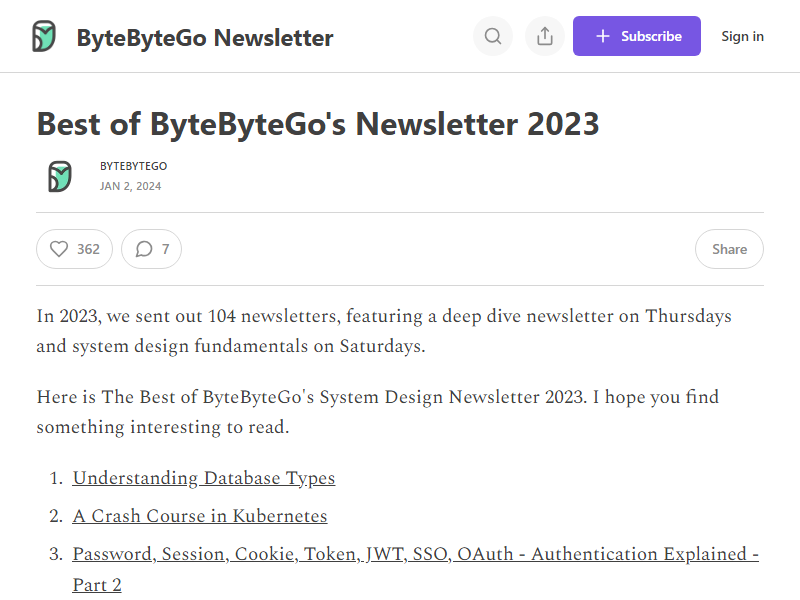 ByteByteGo Newsletter
Subscribe
Sign in
Best of ByteByteGo's Newsletter 2023
BYTEBYTEGO
JAN 2, 2024
362
7
Share
In 2023, we sent out 104 newsletters, featuring a deep dive newsletter on Thursdays
and system design fundamentals on Saturdays.
Here is The Best of ByteByteGo's System Design Newsletter 2023. I hope you find
something interesting to read.
1. Understanding Database Types
2. A Crash Course in Kubernetes
3. Password, Session, Cookie, Token, JWT, SSO, OAuth - Authentication Explained -
Part 2